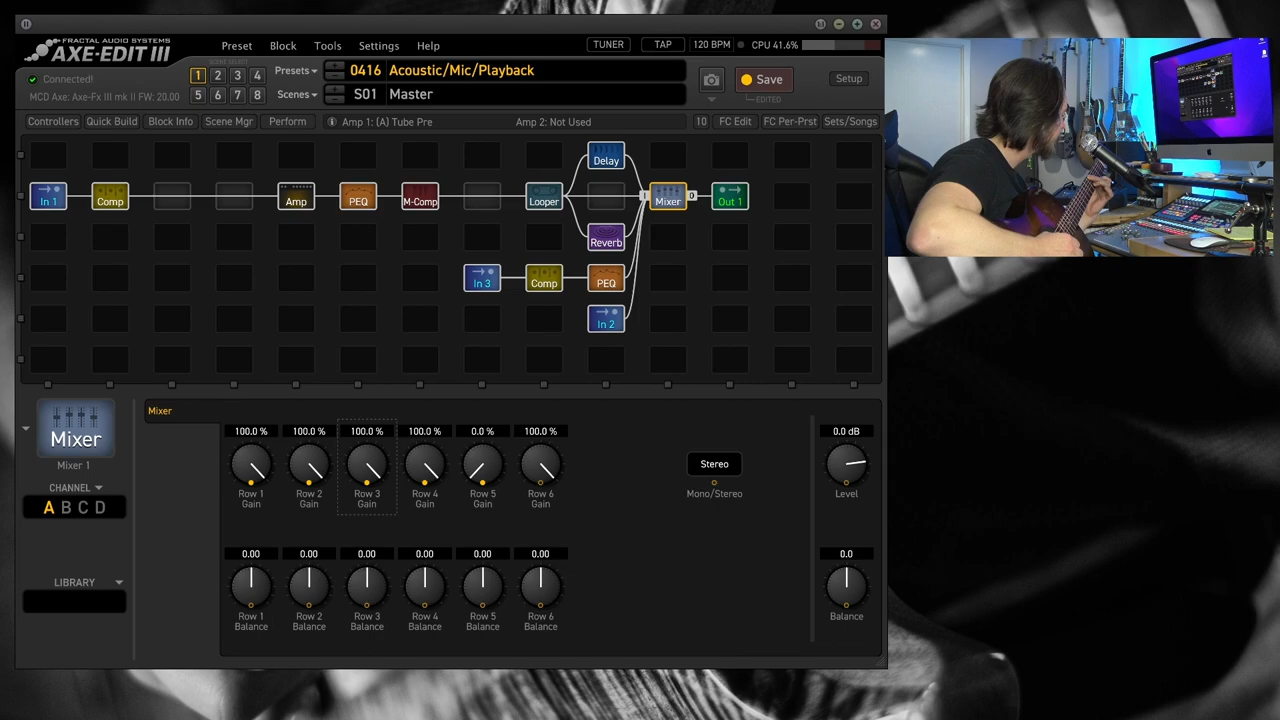 FRACTAL AUDIO SYSTEMS
AXE-EDIT III
Preset Block Tools Settings Help
TUNER TAP 120 BPM CPU 41.6%
Connected!
MCD Axe: Axe-Fx III mk II FW: 20.00
SCENE SELECT
1 2 3 4
5 6 7 8
Presets 0416 Acoustic/Mic/Playback
Scenes S01 Master
Save
EDITED
Setup
Controllers Quick Build Block Info Scene Mgr Perform Amp 1: (A) Tube Pre Amp 2: Not Used 10 FC Edit FC Per-Prst Sets/Songs
Delay
In 1 Comp Amp PEQ M-Comp Looper Mixer Out 1
Reverb
In 3 Comp PEQ
In 2
Mixer
Mixer 1
CHANNEL
A B C D
LIBRARY
Mixer
100.0 % 100.0 % 100.0 % 100.0 % 0.0 % 100.0 % 0.0 dB
Stereo
Row 1 Gain Row 2 Gain Row 3 Gain Row 4 Gain Row 5 Gain Row 6 Gain Mono/Stereo Level
0.00 0.00 0.00 0.00 0.00 0.00 0.0
Row 1 Balance Row 2 Balance Row 3 Balance Row 4 Balance Row 5 Balance Row 6 Balance Balance